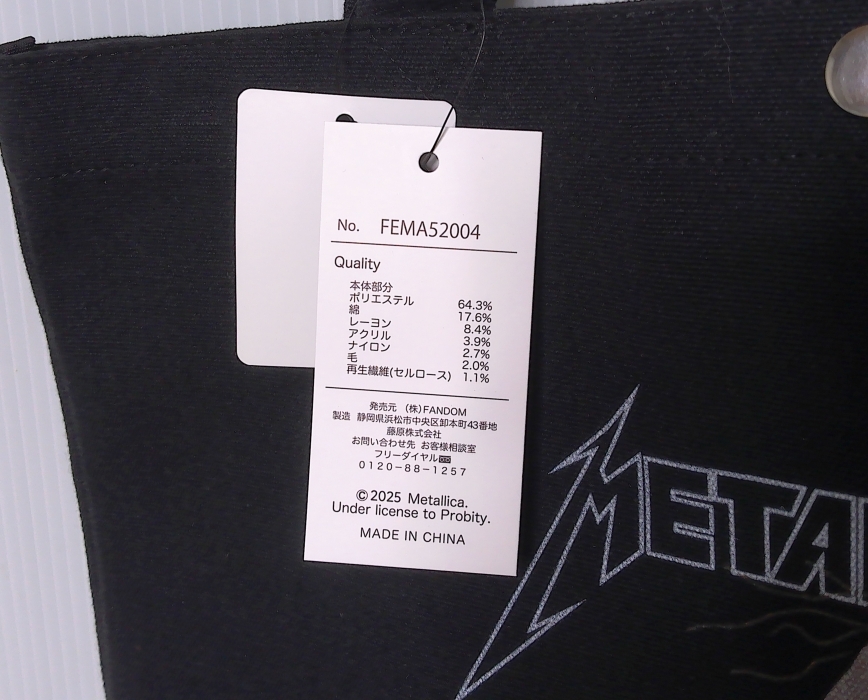 No. FEMA52004
Quality
本体部分
ポリエステル 64.3%
綿 17.6%
レーヨン 8.4%
アクリル 3.9%
ナイロン 2.7%
毛 2.0%
再生繊維(セルロース) 1.1%
発売元 (株)FANDOM
製造 静岡県浜松市中央区卸本町43番地
藤原株式会社
お問い合わせ先 お客様相談室
フリーダイヤル
0120-88-1257
©2025 Metallica.
Under license to Probity.
MADE IN CHINA
METAL